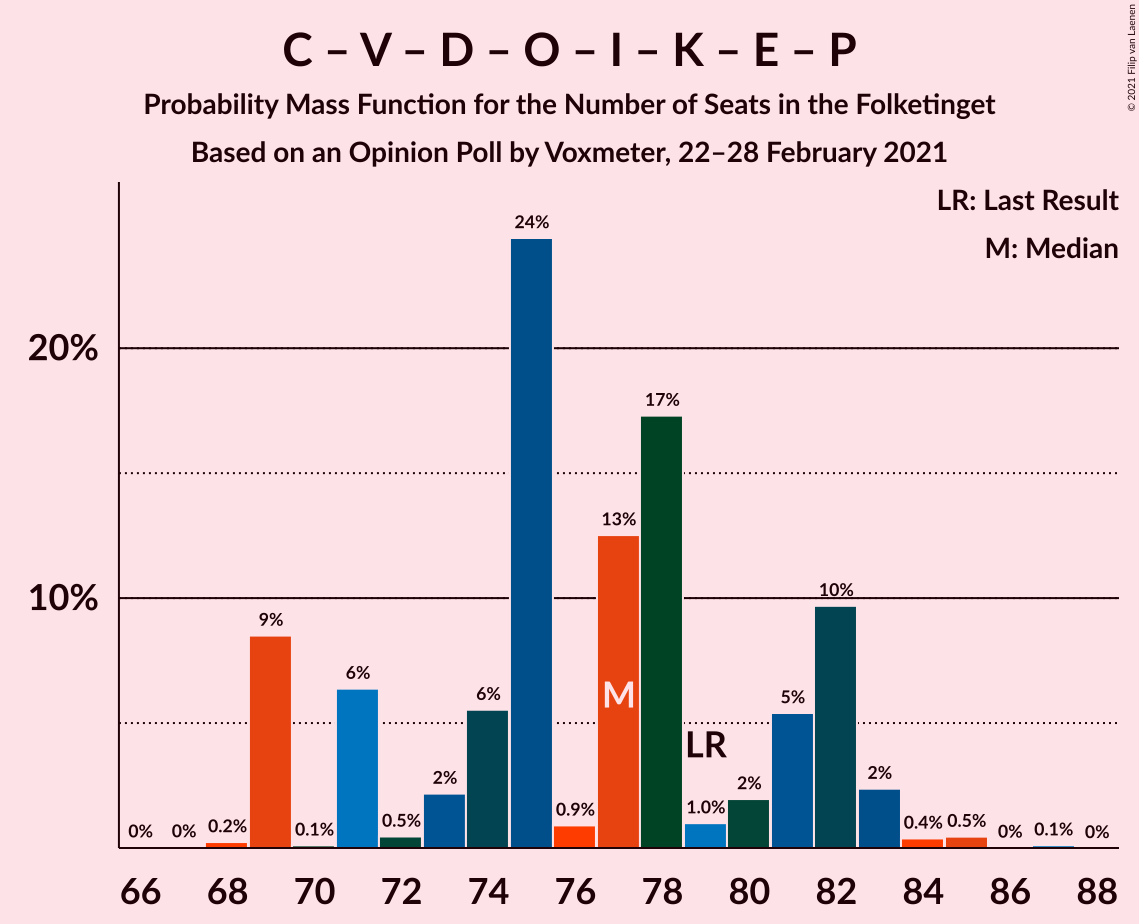 C – V – D – O – I – K – E – P
Probability Mass Function for the Number of Seats in the Folketinget
Based on an Opinion Poll by Voxmeter, 22–28 February 2021
© 2021 Filip van Laenen
LR: Last Result
M: Median
20%
10%
0%
0%
0.2%
9%
0.1%
6%
0.5%
2%
6%
24%
0.9%
13%
17%
1.0%
2%
5%
10%
2%
0.4%
0.5%
0%
0.1%
0%
M
LR
66 68 70 72 74 76 78 80 82 84 86 88